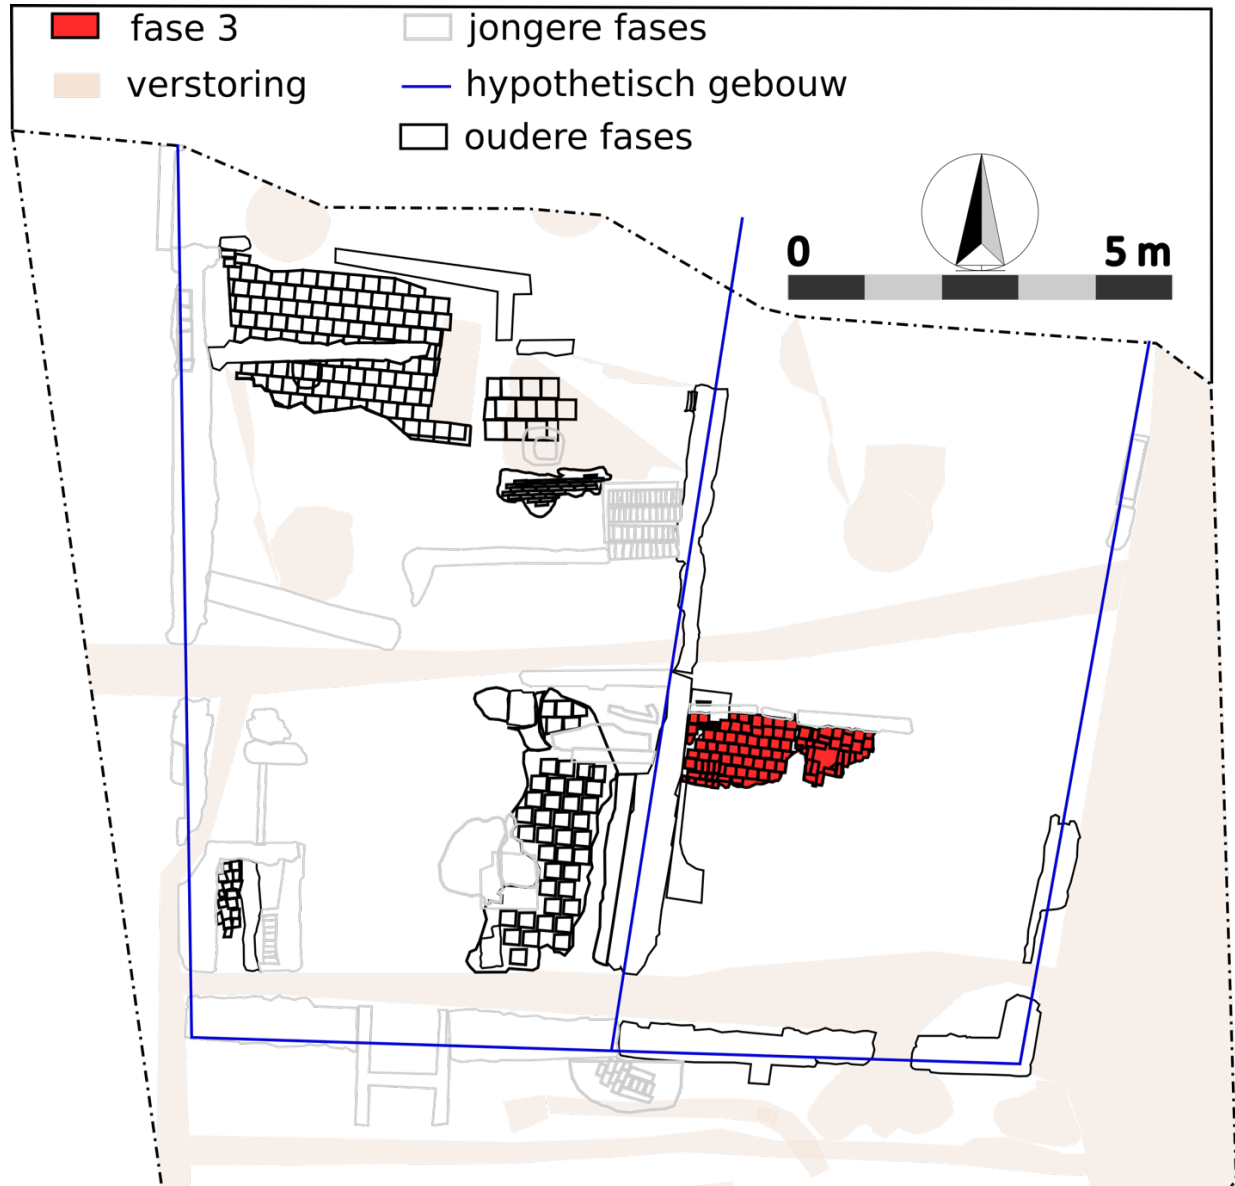 fase 3
jongere fases
verstoring
hypothetisch gebouw
oudere fases
0 5 m